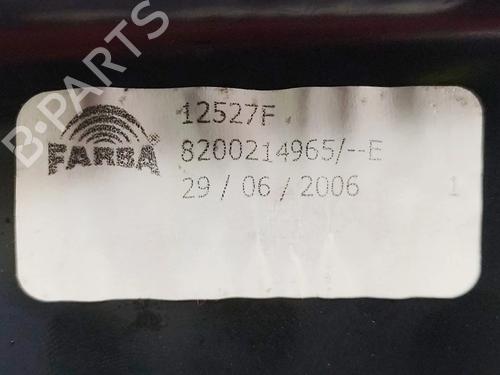 B-PARTS
FARBA ®
12527F
8200214965/--E
29 / 06 / 2006 1